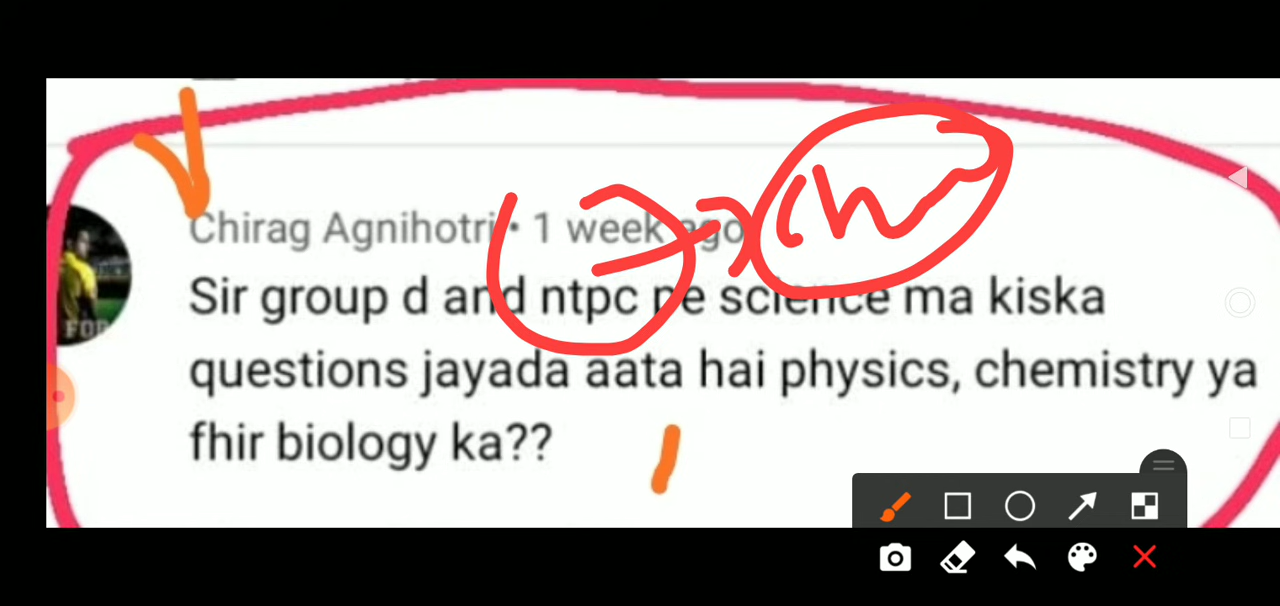 Chirag Agnihotri • 1 week ago
Sir group d and ntpc pe science ma kiska
questions jayada aata hai physics, chemistry ya
fhir biology ka??
FOR